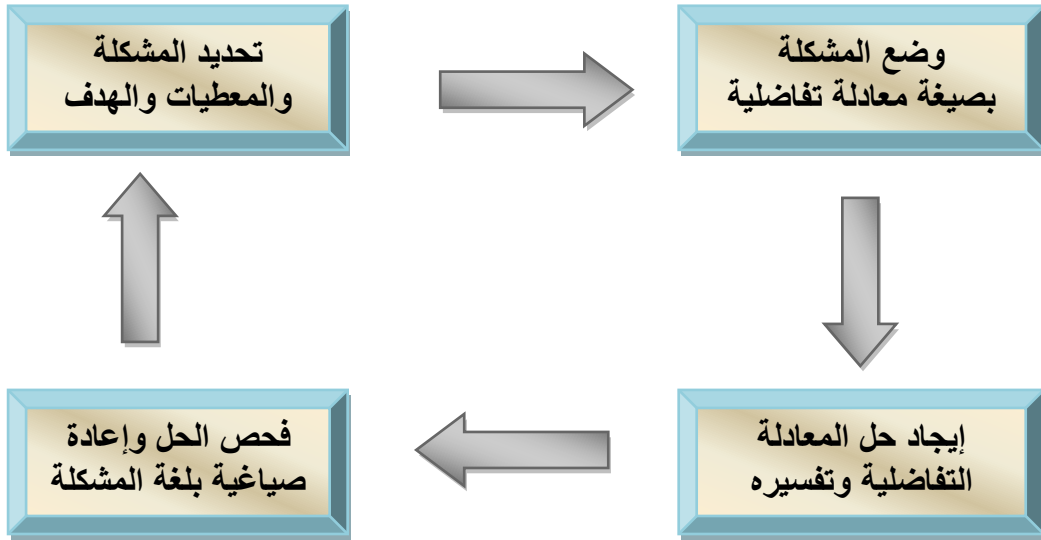 تحديد المشكلة
والمعطيات والهدف
وضع المشكلة
بصيغة معادلة تفاضلية
إيجاد حل المعادلة
التفاضلية وتفسيره
فحص الحل وإعادة
صياغية بلغة المشكلة